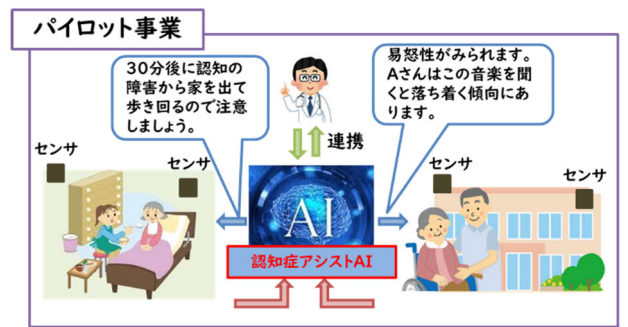 パイロット事業
30分後に認知の
障害から家を出て
歩き回るので注意
しましょう。
易怒性がみられます。
Aさんはこの音楽を聞
くと落ち着く傾向にあ
ります。
連携
センサ
センサ
センサ
センサ
AI
認知症アシストAI